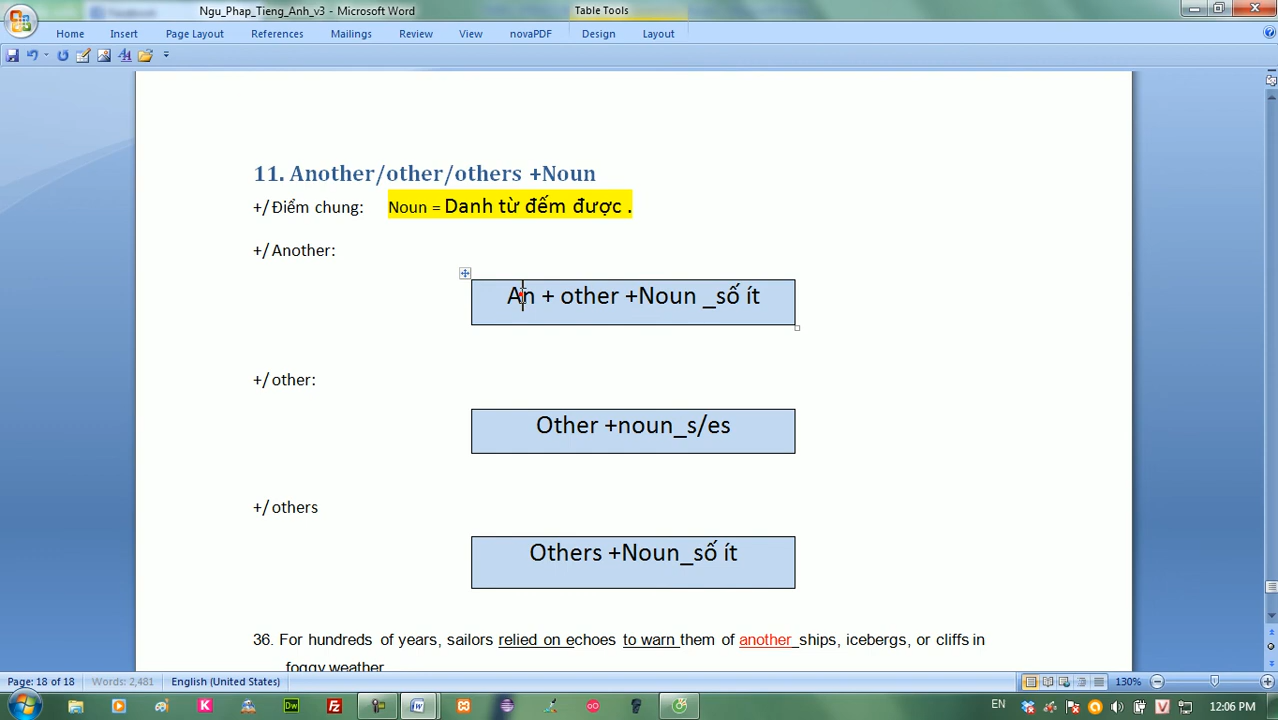 Ngu_Phap_Tieng_Anh_v3 - Microsoft Word
Table Tools
Home Insert Page Layout References Mailings Review View novaPDF Design Layout
11. Another/other/others +Noun
+/ Điểm chung: Noun = Danh từ đếm được .
+/ Another:
An + other +Noun _số ít
+/ other:
Other +noun_s/es
+/ others
Others +Noun_số ít
36. For hundreds of years, sailors relied on echoes to warn them of another ships, icebergs, or cliffs in
foggy weather
Page: 18 of 18 Words: 2,481 English (United States) 130%
EN 12:06 PM